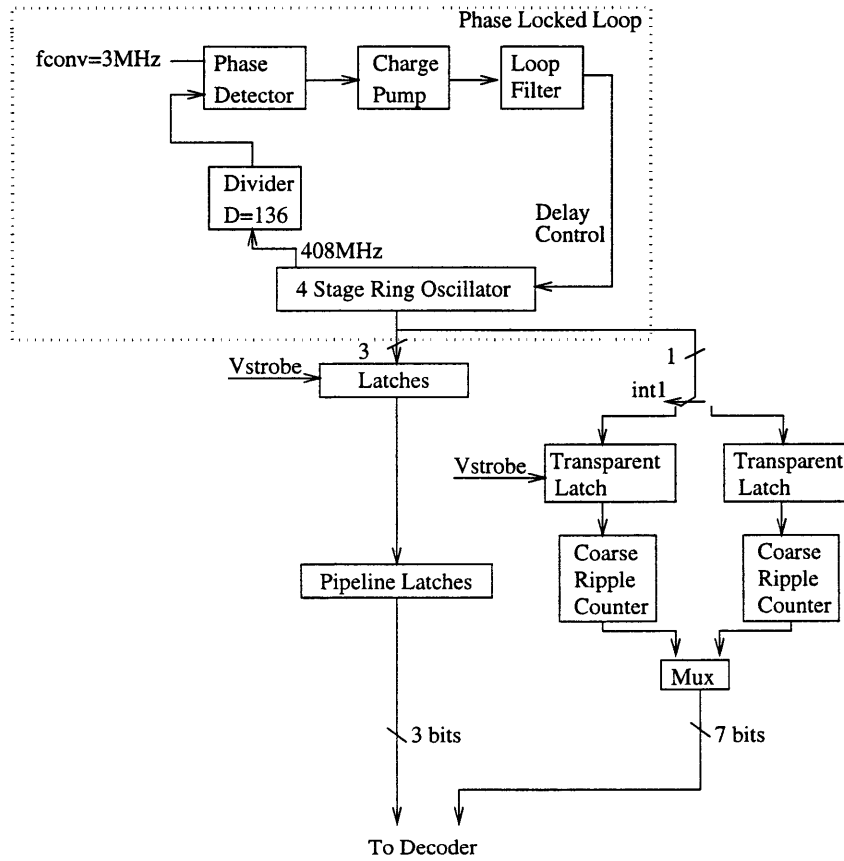 Phase Locked Loop
fconv=3MHz
Phase
Detector
Charge
Pump
Loop
Filter
Divider
D=136
Delay
Control
408MHz
4 Stage Ring Oscillator
3
1
Vstrobe
Latches
int1
Vstrobe
Transparent
Latch
Transparent
Latch
Coarse
Ripple
Counter
Coarse
Ripple
Counter
Pipeline Latches
Mux
3 bits
7 bits
To Decoder